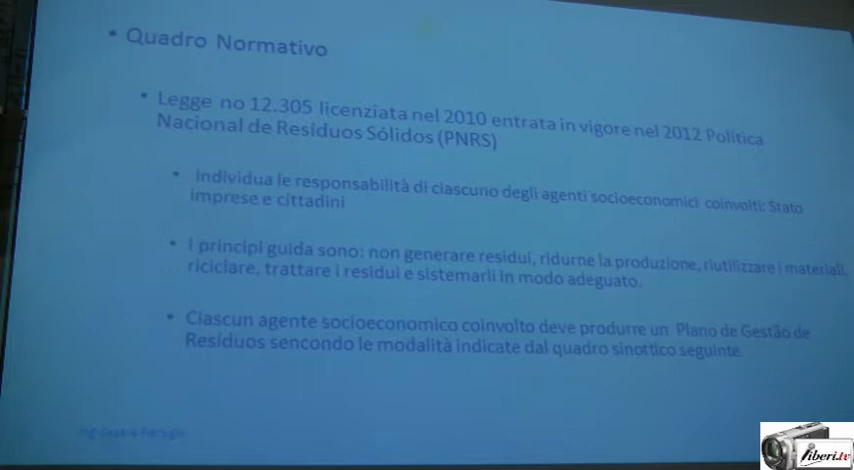 • Quadro Normativo
• Legge no 12.305 licenziata nel 2010 entrata in vigore nel 2012 Política
Nacional de Resíduos Sólidos (PNRS)
• Individua le responsabilità di ciascuno degli agenti socioeconomici coinvolti: Stato
imprese e cittadini
• I principi guida sono: non generare residui, ridurne la produzione, riutilizzare i materiali,
riciclare, trattare i residui e sistemarli in modo adeguato.
• Ciascun agente socioeconomico coinvolto deve produrre un Plano de Gestão de
Resíduos sencondo le modalità indicate dal quadro sinottico seguente
liberi.tv